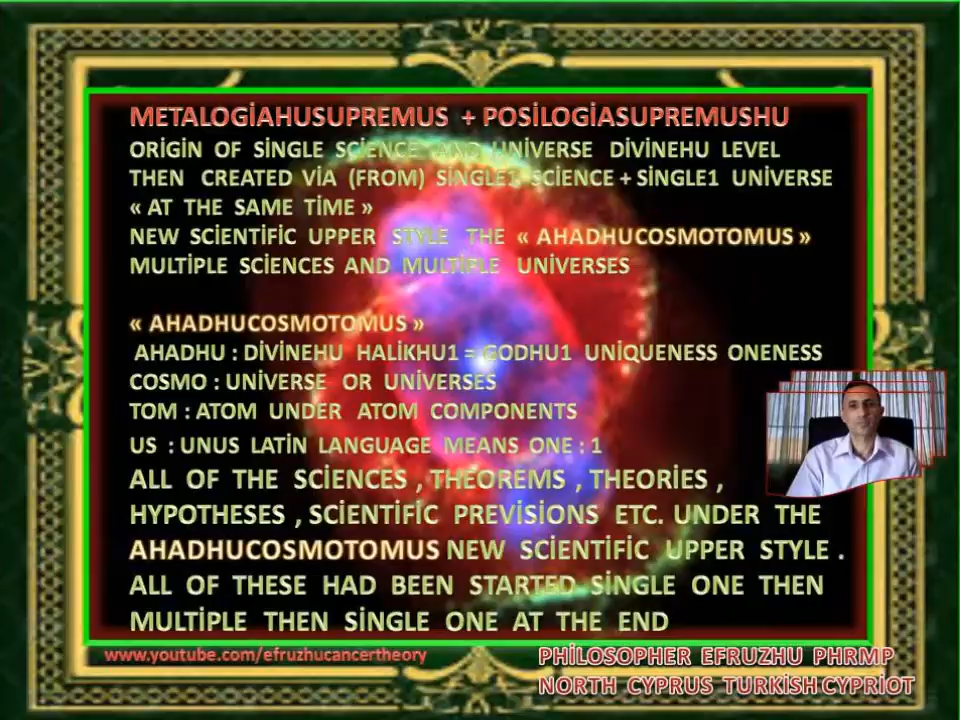 METALOGİAHUSUPREMUS + POSİLOGİASUPREMUSHU
ORİGİN OF SİNGLE SCİENCE AND UNİVERSE DİVİNEHU LEVEL
THEN CREATED VİA (FROM) SİNGLE1 SCİENCE + SİNGLE1 UNİVERSE
« AT THE SAME TİME »
NEW SCİENTİFİC UPPER STYLE THE « AHADHUCOSMOTOMUS »
MULTİPLE SCİENCES AND MULTİPLE UNİVERSES
« AHADHUCOSMOTOMUS »
AHADHU : DİVİNEHU HALİKHU1 = GODHU1 UNİQUENESS ONENESS
COSMO : UNİVERSE OR UNİVERSES
TOM : ATOM UNDER ATOM COMPONENTS
US : UNUS LATİN LANGUAGE MEANS ONE : 1
ALL OF THE SCİENCES , THEOREMS , THEORİES ,
HYPOTHESES , SCİENTİFİC PREVİSİONS ETC. UNDER THE
AHADHUCOSMOTOMUS NEW SCİENTİFİC UPPER STYLE .
ALL OF THESE HAD BEEN STARTED SİNGLE ONE THEN
MULTİPLE THEN SİNGLE ONE AT THE END
www.youtube.com/efruzhucancertheory
PHİLOSOPHER EFRUZHU PHRMP
NORTH CYPRUS TURKİSH CYPRİOT